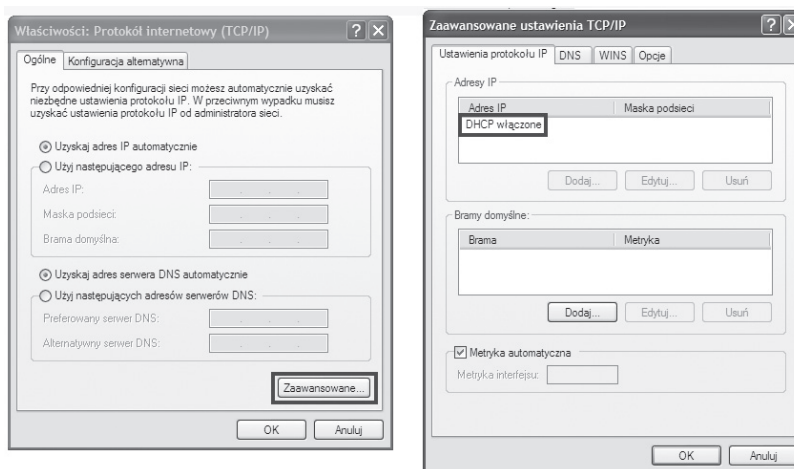 Właściwości: Protokół internetowy (TCP/IP)
Ogólne
Konfiguracja alternatywna
Przy odpowiedniej konfiguracji sieci możesz automatycznie uzyskać
niezbędne ustawienia protokołu IP. W przeciwnym wypadku musisz
uzyskać ustawienia protokołu IP od administratora sieci.
Uzyskaj adres IP automatycznie
Użyj następującego adresu IP:
Adres IP:
Maska podsieci:
Brama domyślna:
Uzyskaj adres serwera DNS automatycznie
Użyj następujących adresów serwerów DNS:
Preferowany serwer DNS:
Alternatywny serwer DNS:
Zaawansowane...
OK Anuluj
Zaawansowane ustawienia TCP/IP
Ustawienia protokołu IP DNS WINS Opcje
Adresy IP
Adres IP Maska podsieci
DHCP włączone
Dodaj... Edytuj... Usuń
Bramy domyślne:
Brama Metryka
Dodaj... Edytuj... Usuń
Metryka automatyczna
Metryka interfejsu:
OK Anuluj